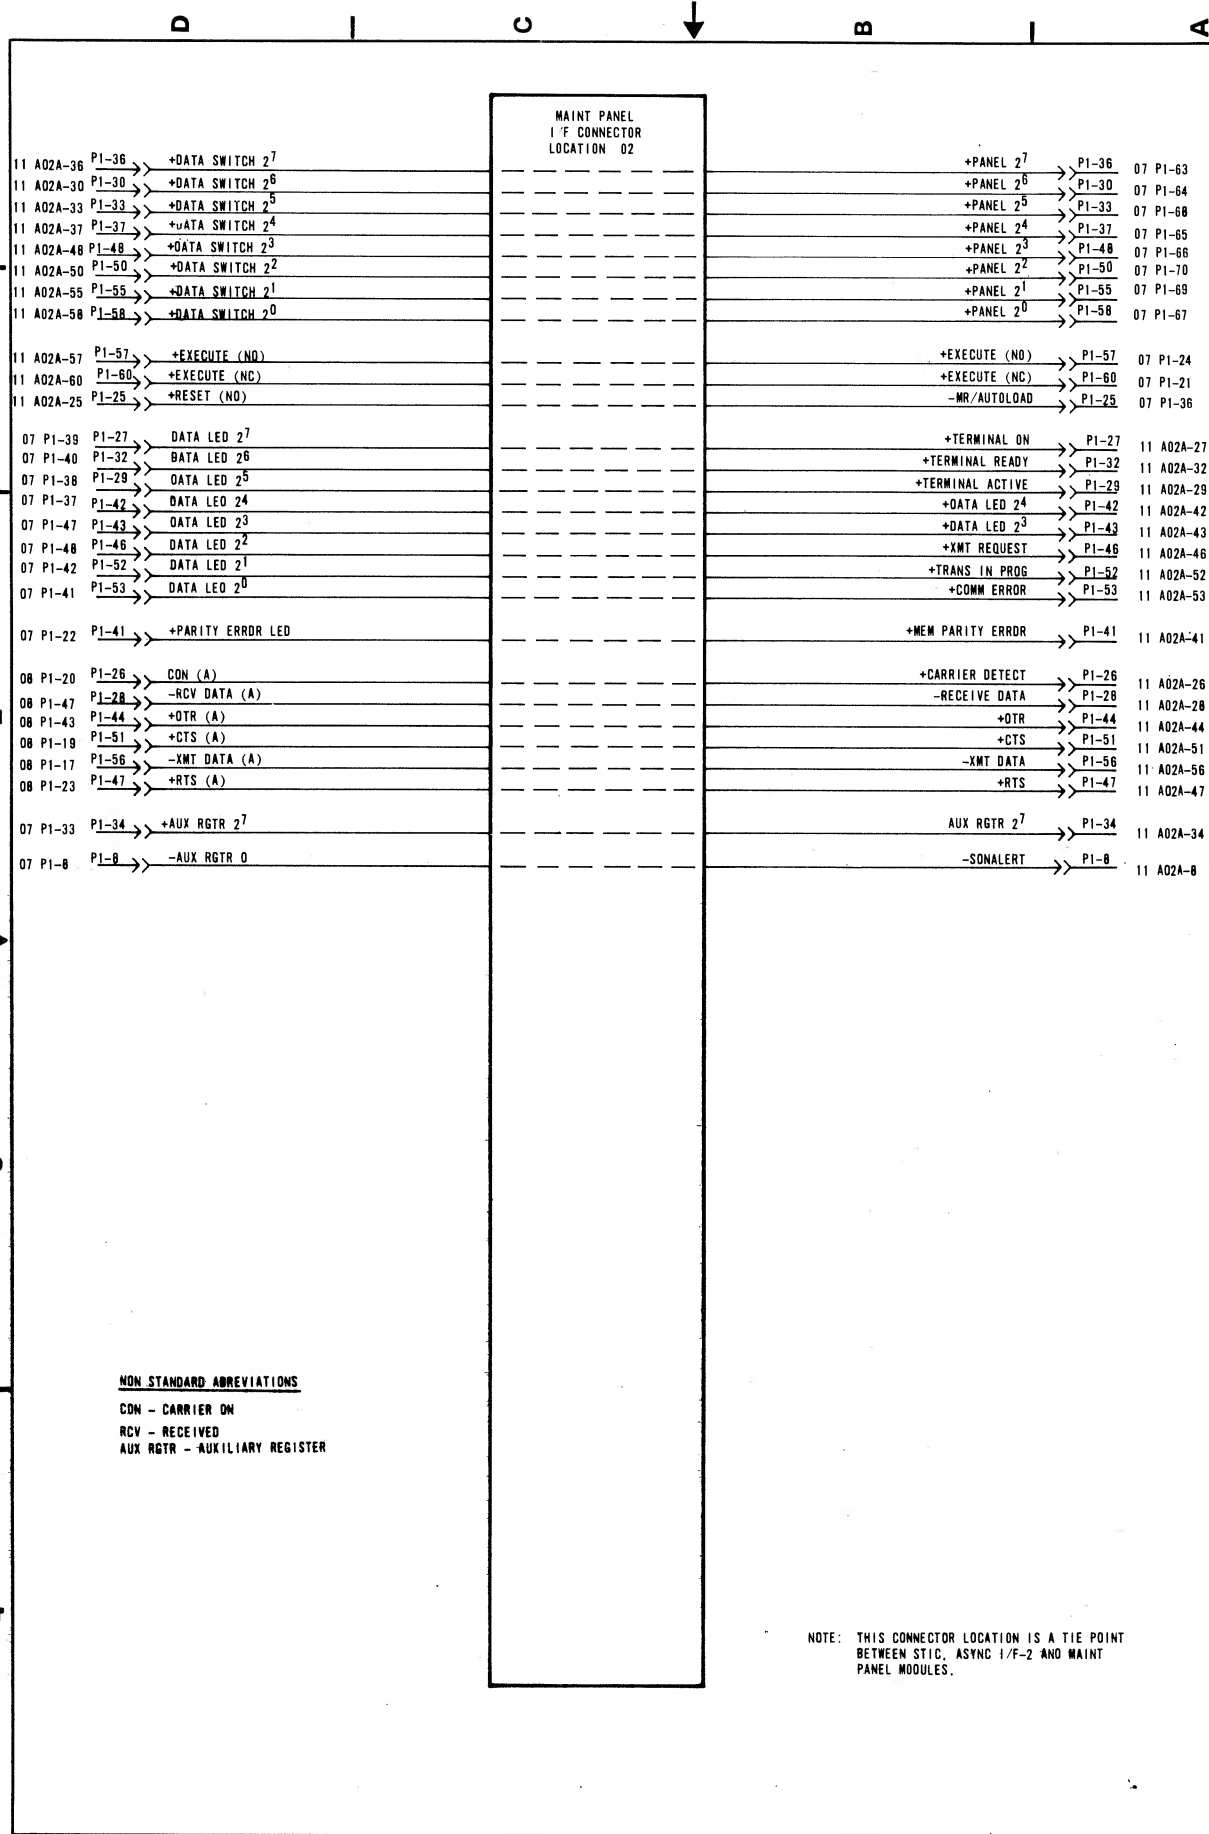 D C B A
MAINT PANEL
I/F CONNECTOR
LOCATION 02
11 A02A-36 P1-36 +DATA SWITCH 2^7 +PANEL 2^7 P1-36 07 P1-63
11 A02A-30 P1-30 +DATA SWITCH 2^6 +PANEL 2^6 P1-30 07 P1-64
11 A02A-33 P1-33 +DATA SWITCH 2^5 +PANEL 2^5 P1-33 07 P1-68
11 A02A-37 P1-37 +DATA SWITCH 2^4 +PANEL 2^4 P1-37 07 P1-65
11 A02A-48 P1-48 +DATA SWITCH 2^3 +PANEL 2^3 P1-48 07 P1-66
11 A02A-50 P1-50 +DATA SWITCH 2^2 +PANEL 2^2 P1-50 07 P1-70
11 A02A-55 P1-55 +DATA SWITCH 2^1 +PANEL 2^1 P1-55 07 P1-69
11 A02A-58 P1-58 +DATA SWITCH 2^0 +PANEL 2^0 P1-58 07 P1-67
11 A02A-57 P1-57 +EXECUTE (NO) +EXECUTE (NO) P1-57 07 P1-24
11 A02A-60 P1-60 +EXECUTE (NC) +EXECUTE (NC) P1-60 07 P1-21
11 A02A-25 P1-25 +RESET (NO) -MR/AUTOLOAD P1-25 07 P1-36
07 P1-39 P1-27 DATA LED 2^7 +TERMINAL ON P1-27 11 A02A-27
07 P1-40 P1-32 DATA LED 2^6 +TERMINAL READY P1-32 11 A02A-32
07 P1-38 P1-29 DATA LED 2^5 +TERMINAL ACTIVE P1-29 11 A02A-29
07 P1-37 P1-42 DATA LED 2^4 +DATA LED 2^4 P1-42 11 A02A-42
07 P1-47 P1-43 DATA LED 2^3 +DATA LED 2^3 P1-43 11 A02A-43
07 P1-48 P1-46 DATA LED 2^2 +XMT REQUEST P1-46 11 A02A-46
07 P1-42 P1-52 DATA LED 2^1 +TRANS IN PROG P1-52 11 A02A-52
07 P1-41 P1-53 DATA LED 2^0 +COMM ERROR P1-53 11 A02A-53
07 P1-22 P1-41 +PARITY ERROR LED +MEM PARITY ERROR P1-41 11 A02A-41
08 P1-20 P1-26 CON (A) +CARRIER DETECT P1-26 11 A02A-26
08 P1-47 P1-28 -RCV DATA (A) -RECEIVE DATA P1-28 11 A02A-28
08 P1-43 P1-44 +DTR (A) +DTR P1-44 11 A02A-44
08 P1-19 P1-51 +CTS (A) +CTS P1-51 11 A02A-51
08 P1-17 P1-56 -XMT DATA (A) -XMT DATA P1-56 11 A02A-56
08 P1-23 P1-47 +RTS (A) +RTS P1-47 11 A02A-47
07 P1-33 P1-34 +AUX RGTR 2^7 AUX RGTR 2^7 P1-34 11 A02A-34
07 P1-8 P1-8 -AUX RGTR 0 -SONALERT P1-8 11 A02A-8
NON STANDARD ABREVIATIONS
CON - CARRIER ON
RCV - RECEIVED
AUX RGTR - AUXILIARY REGISTER
NOTE: THIS CONNECTOR LOCATION IS A TIE POINT
BETWEEN STIC, ASYNC I/F-2 AND MAINT
PANEL MODULES.